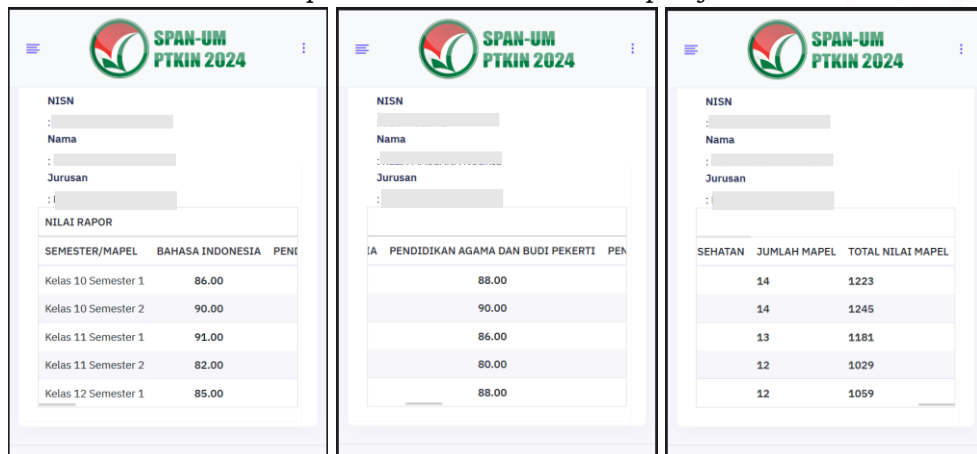 SPAN-UM
PTKIN 2024
NISN
:
Nama
:
Jurusan
:
NILAI RAPOR
SEMESTER/MAPEL BAHASA INDONESIA
Kelas 10 Semester 1 86.00
Kelas 10 Semester 2 90.00
Kelas 11 Semester 1 91.00
Kelas 11 Semester 2 82.00
Kelas 12 Semester 1 85.00
SPAN-UM
PTKIN 2024
NISN
Nama
:
Jurusan
:
PENDIDIKAN AGAMA DAN BUDI PEKERTI
88.00
90.00
86.00
80.00
88.00
SPAN-UM
PTKIN 2024
NISN
:
Nama
:
Jurusan
:
SEHATAN JUMLAH MAPEL TOTAL NILAI MAPEL
14 1223
14 1245
13 1181
12 1029
12 1059